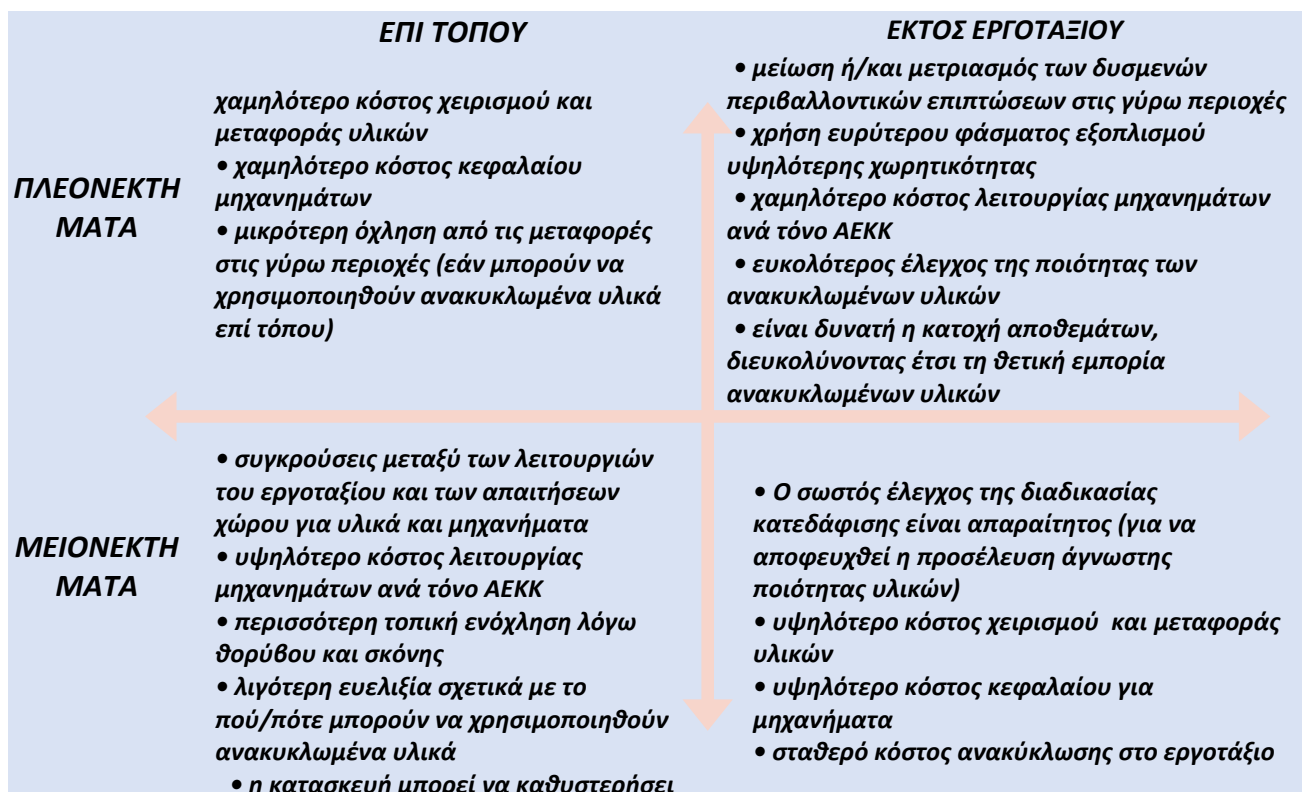 ΕΠΙ ΤΟΠΟΥ
ΕΚΤΟΣ ΕΡΓΟΤΑΞΙΟΥ
ΠΛΕΟΝΕΚΤΗ
ΜΑΤΑ
χαμηλότερο κόστος χειρισμού και
μεταφοράς υλικών
• χαμηλότερο κόστος κεφαλαίου
μηχανημάτων
• μικρότερη όχληση από τις μεταφορές
στις γύρω περιοχές (εάν μπορούν να
χρησιμοποιηθούν ανακυκλωμένα υλικά
επί τόπου)
• μείωση ή/και μετριασμός των δυσμενών
περιβαλλοντικών επιπτώσεων στις γύρω περιοχές
• χρήση ευρύτερου φάσματος εξοπλισμού
υψηλότερης χωρητικότητας
• χαμηλότερο κόστος λειτουργίας μηχανημάτων
ανά τόνο ΑΕΚΚ
• ευκολότερος έλεγχος της ποιότητας των
ανακυκλωμένων υλικών
• είναι δυνατή η κατοχή αποθεμάτων,
διευκολύνοντας έτσι τη θετική εμπορία
ανακυκλωμένων υλικών
ΜΕΙΟΝΕΚΤΗ
ΜΑΤΑ
• συγκρούσεις μεταξύ των λειτουργιών
του εργοταξίου και των απαιτήσεων
χώρου για υλικά και μηχανήματα
• υψηλότερο κόστος λειτουργίας
μηχανημάτων ανά τόνο ΑΕΚΚ
• περισσότερη τοπική ενόχληση λόγω
θορύβου και σκόνης
• λιγότερη ευελιξία σχετικά με το
πού/πότε μπορούν να χρησιμοποιηθούν
ανακυκλωμένα υλικά
• η κατασκευή μπορεί να καθυστερήσει
• Ο σωστός έλεγχος της διαδικασίας
κατεδάφισης είναι απαραίτητος (για να
αποφευχθεί η προσέλευση άγνωστης
ποιότητας υλικών)
• υψηλότερο κόστος χειρισμού και μεταφοράς
υλικών
• υψηλότερο κόστος κεφαλαίου για
μηχανήματα
• σταθερό κόστος ανακύκλωσης στο εργοτάξιο